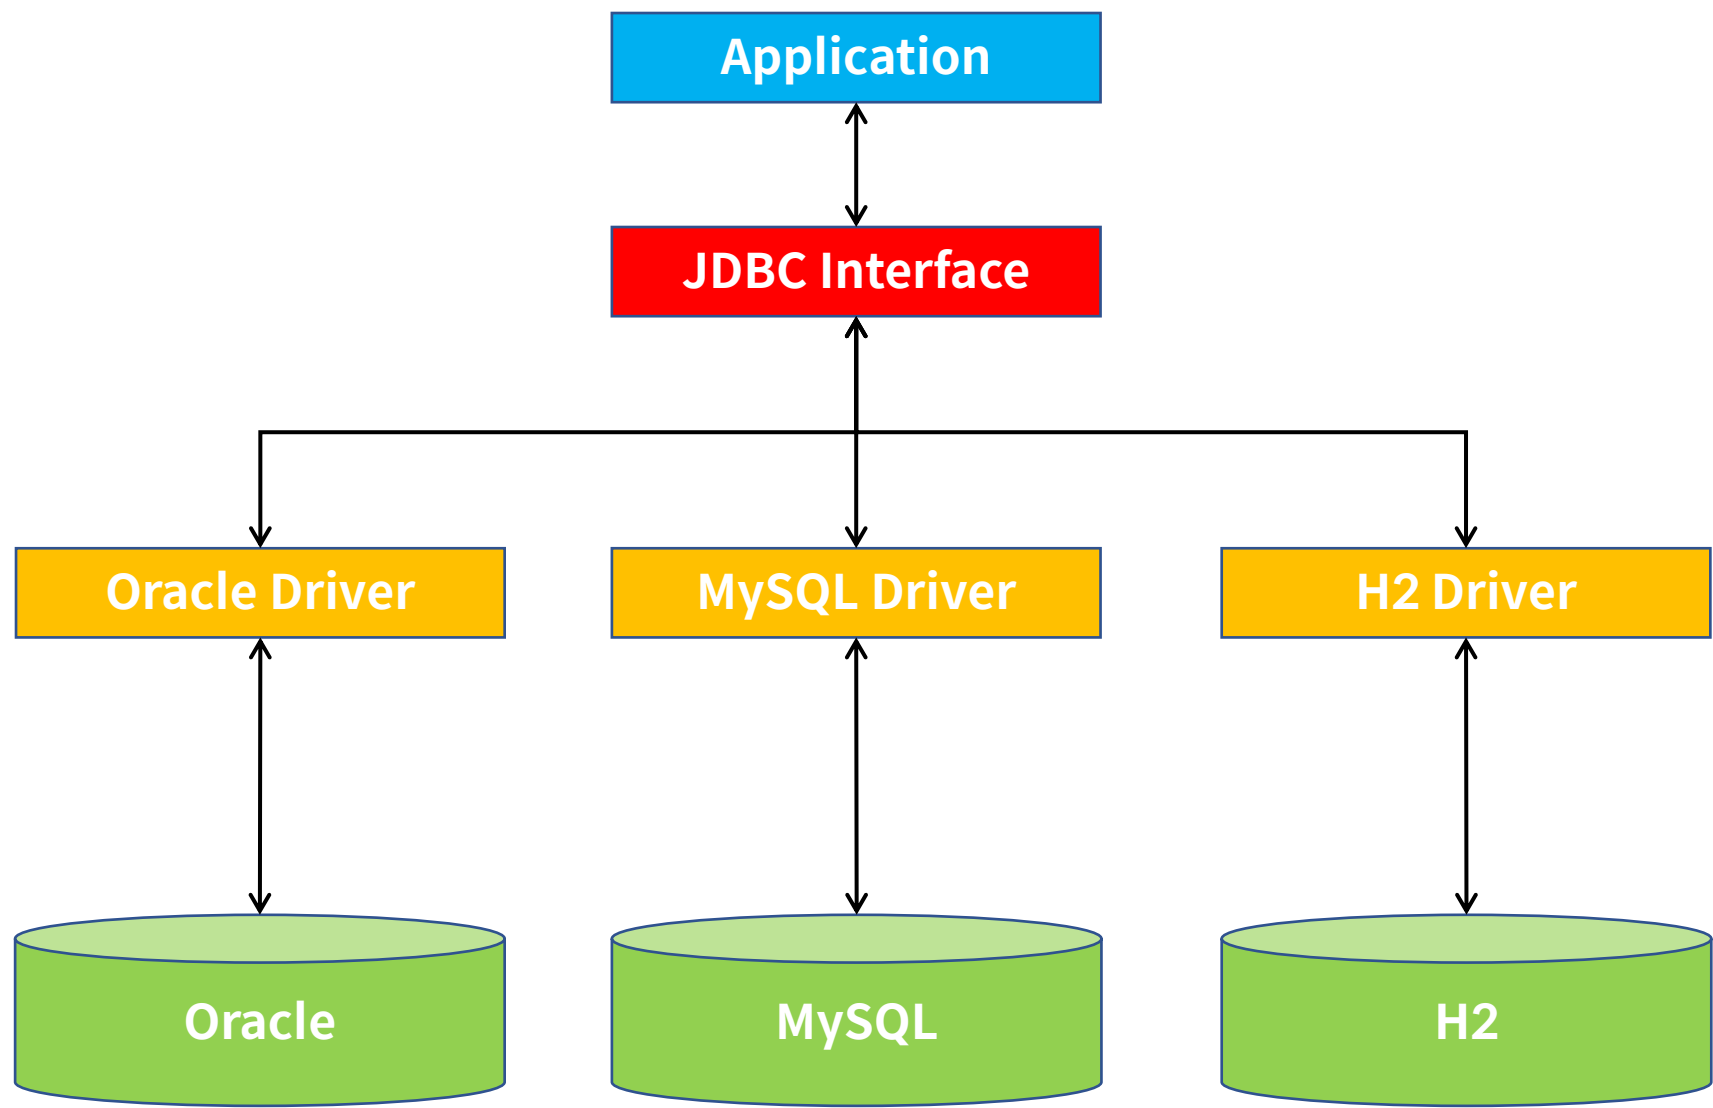 Application
JDBC Interface
Oracle Driver
MySQL Driver
H2 Driver
Oracle
MySQL
H2